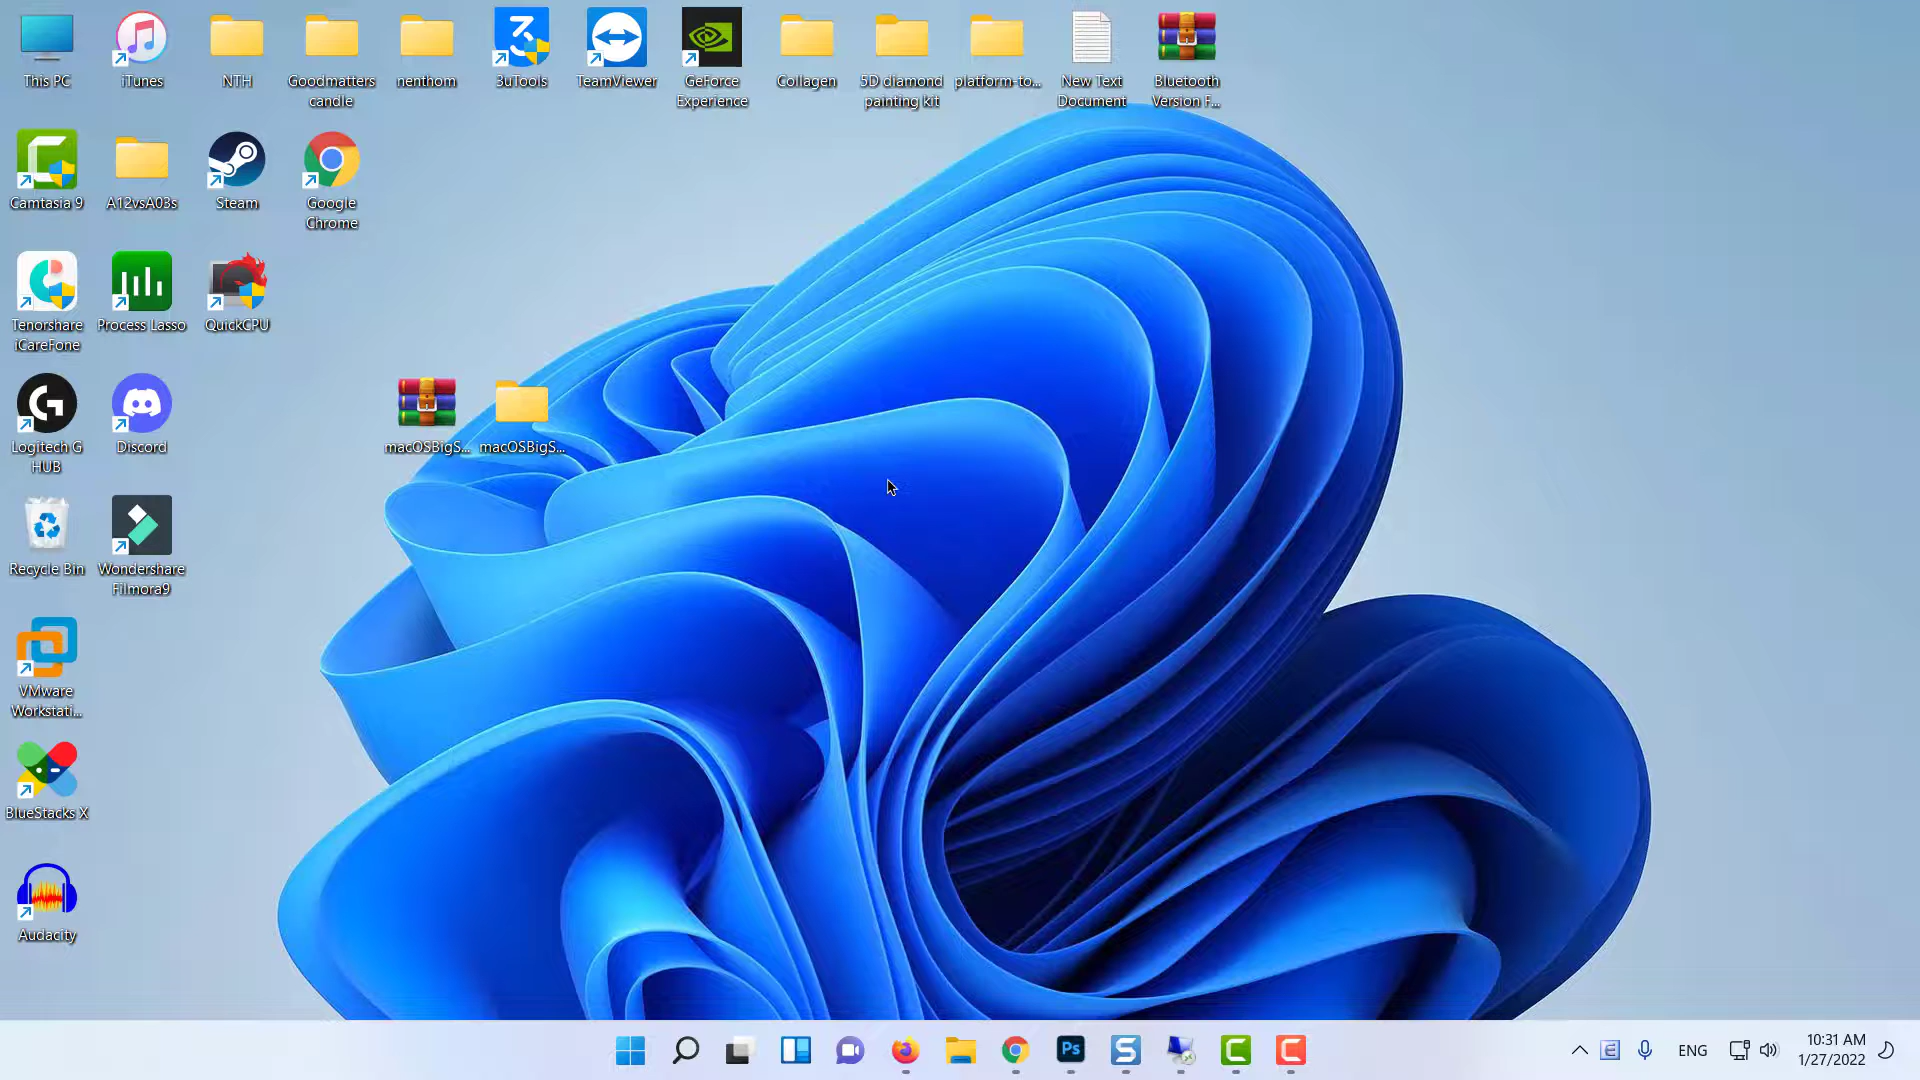 This PC
iTunes
NTH
Goodmatters
candle
nenthom
3uTools
TeamViewer
GeForce
Experience
Collagen
5D diamond
painting kit
platform-to...
New Text
Document
Bluetooth
Version F...
Camtasia 9
A12vsA03s
Steam
Google
Chrome
Tenorshare
iCareFone
Process Lasso
QuickCPU
Logitech G
HUB
Discord
macOSBigS...
macOSBigS...
Recycle Bin
Wondershare
Filmora9
VMware
Workstati...
BlueStacks X
Audacity
Ps
ENG
10:31 AM
1/27/2022